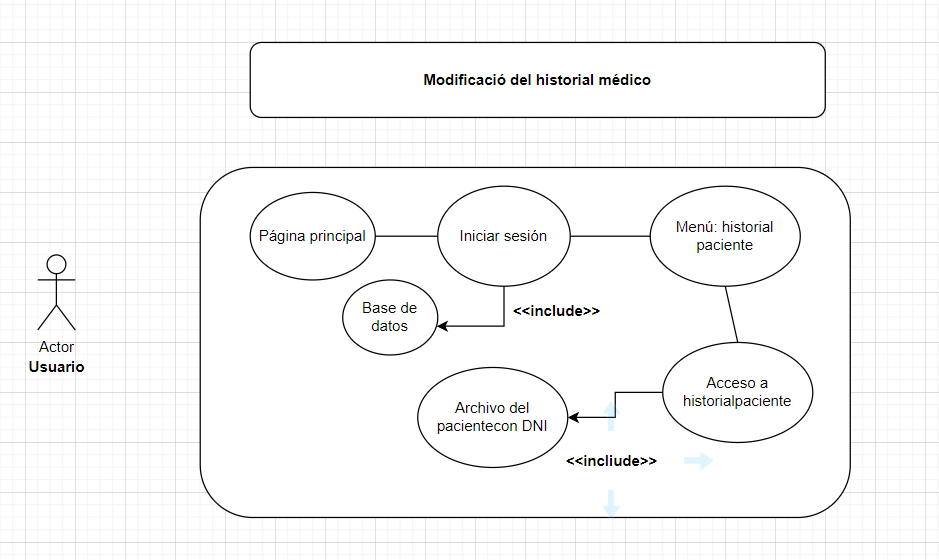 Modificació del historial médico
Página principal
Iniciar sesión
Menú: historial
paciente
Base de
datos
<<include>>
Actor
Usuario
Acceso a
historialpaciente
Archivo del
pacientecon DNI
<<incliude>>